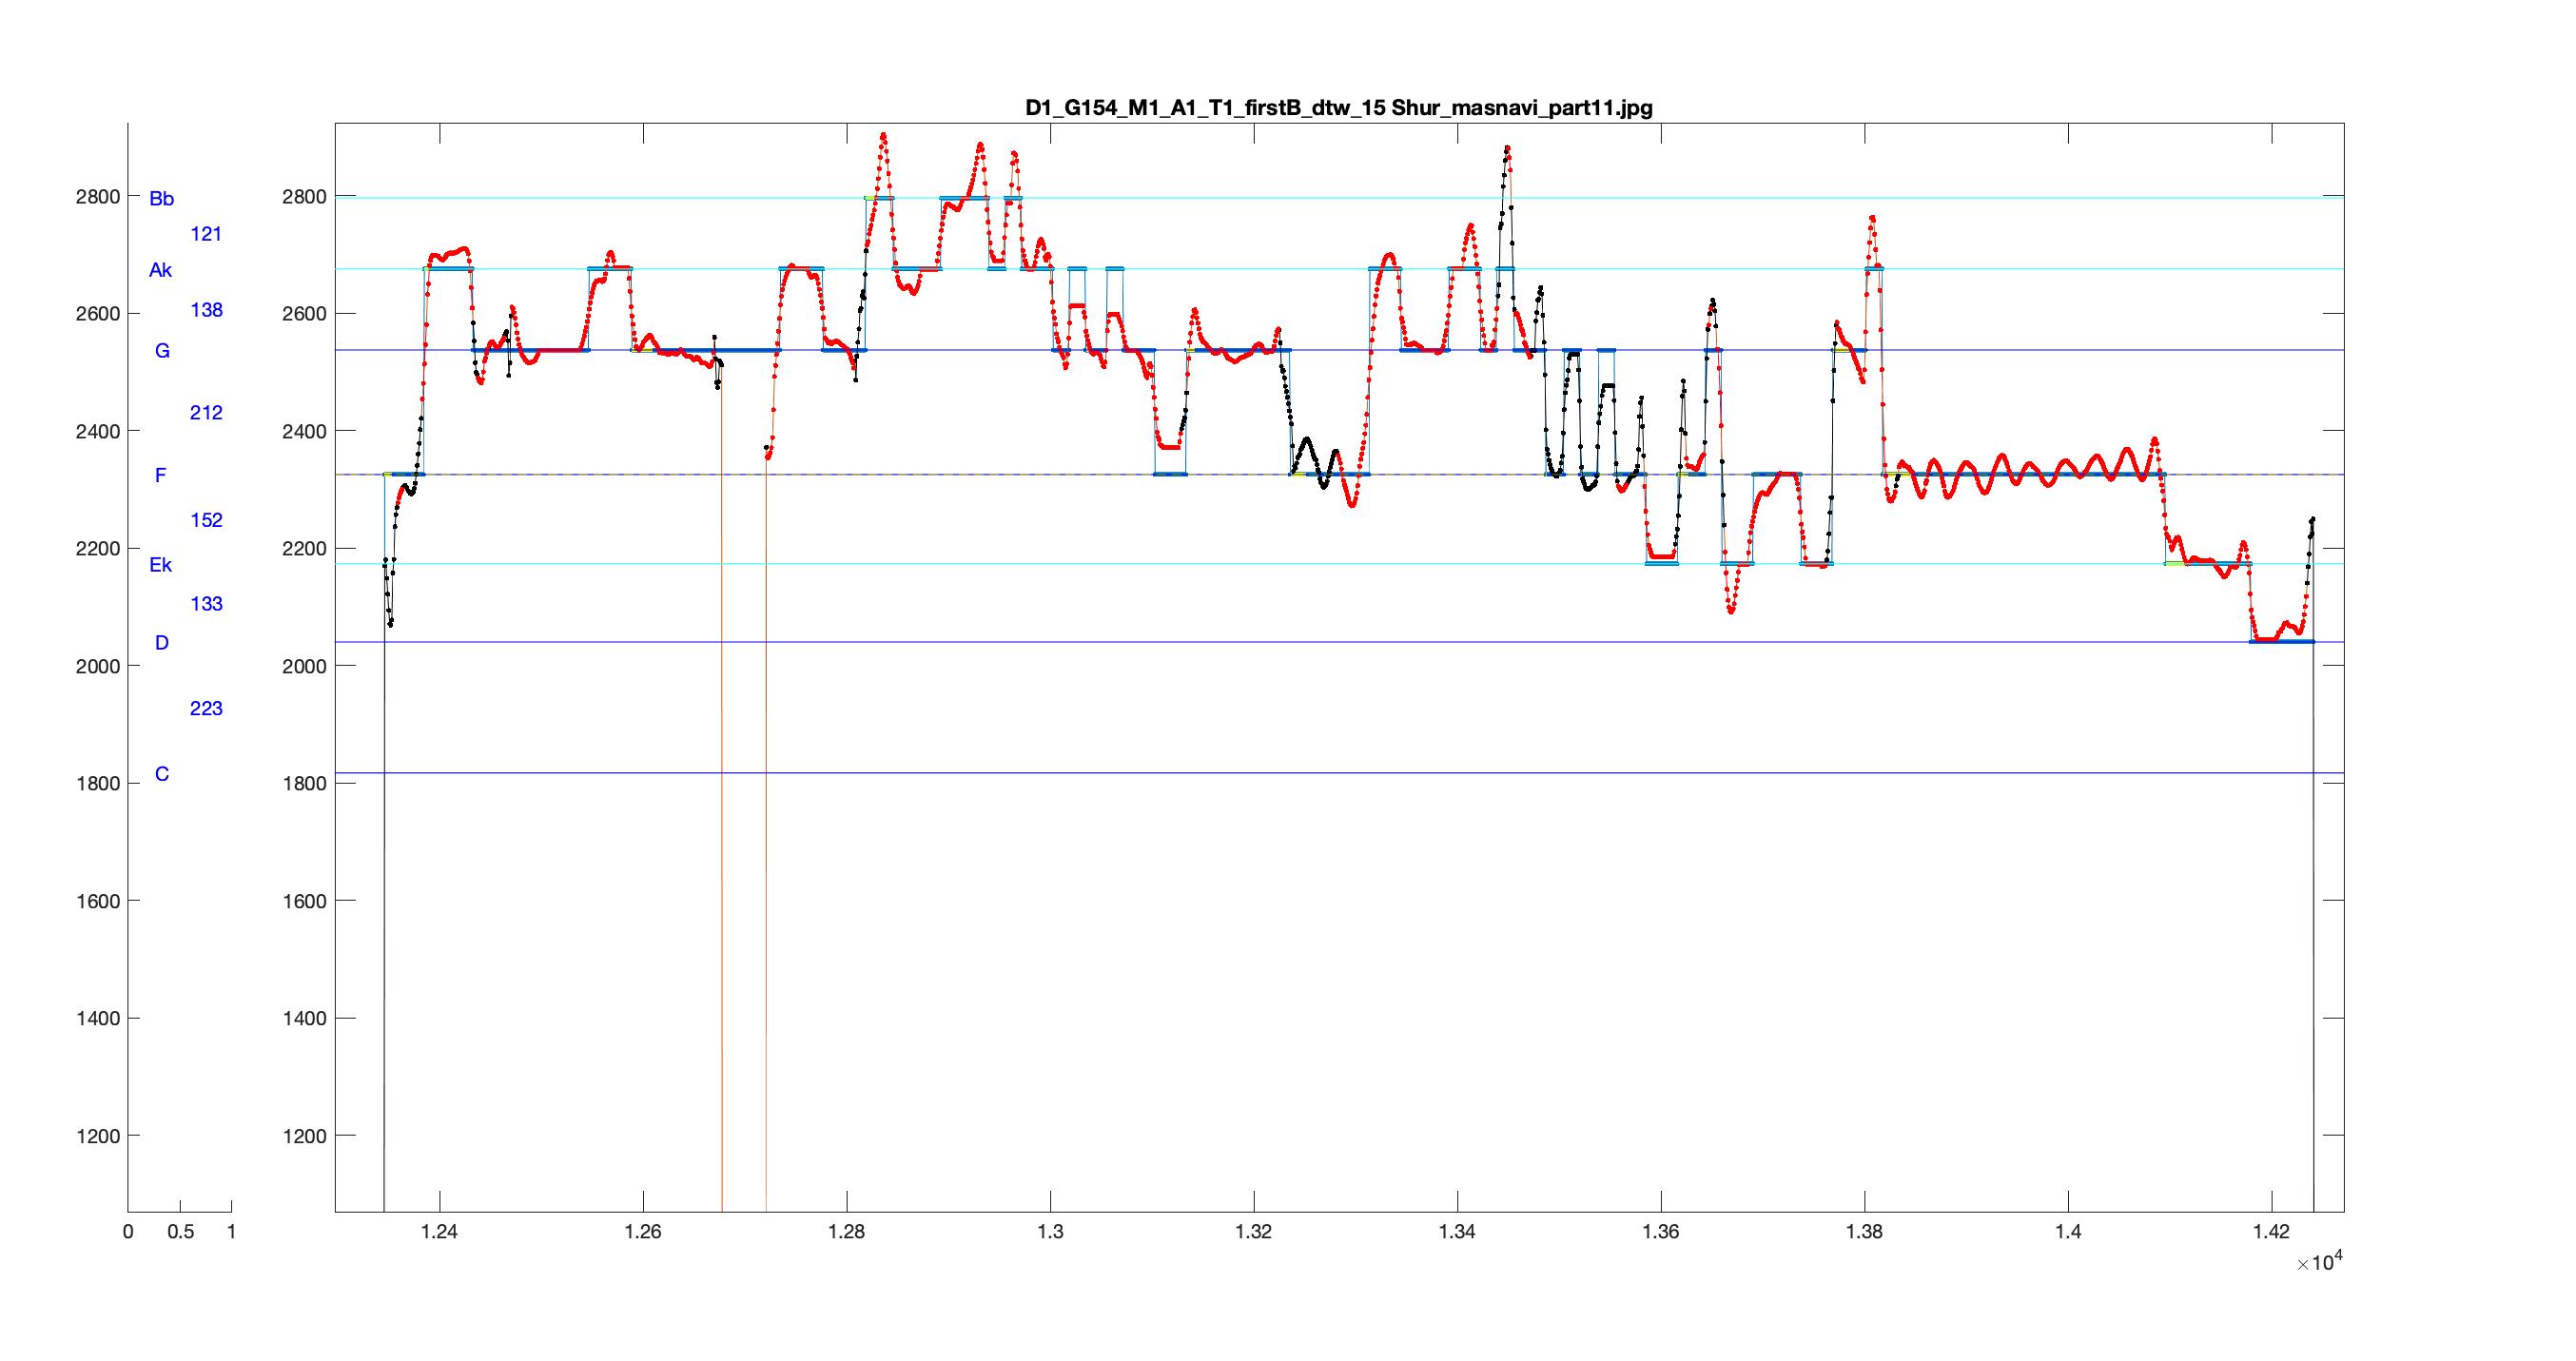 D1_G154_M1_A1_T1_firstB_dtw_15 Shur_masnavi_part11.jpg
2800 Bb 2800
121
Ak
138
2600 2600
G
212
2400 2400
F
152
2200 Ek 2200
133
D
2000 2000
223
C
1800 1800
1600 1600
1400 1400
1200 1200
0 0.5 1 1.24 1.26 1.28 1.3 1.32 1.34 1.36 1.38 1.4 1.42
×10⁴